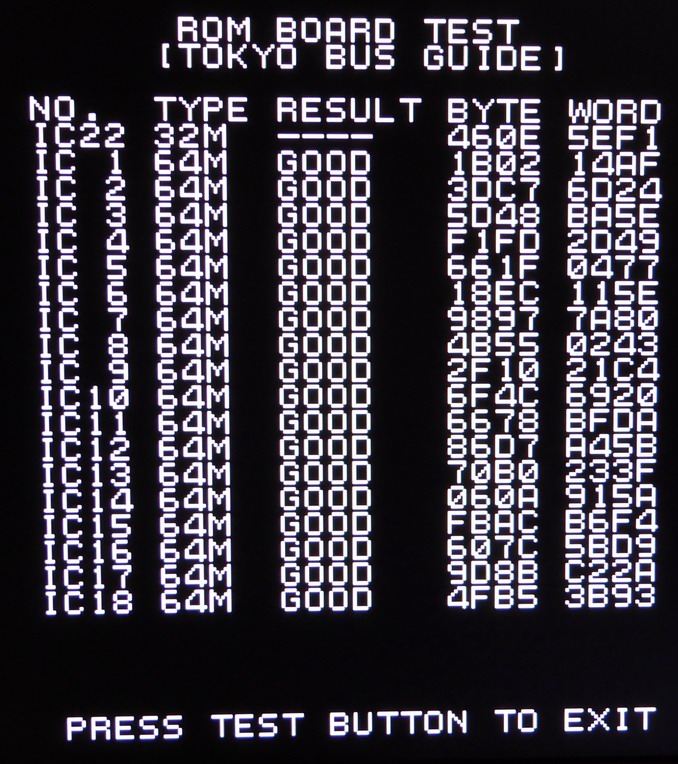 ROM BOARD TEST
[TOKYO BUS GUIDE]
NO. TYPE RESULT BYTE WORD
IC22 32M ---- 460E 5EF1
IC 1 64M GOOD 1B02 14AF
IC 2 64M GOOD 3DC7 6D24
IC 3 64M GOOD 5D48 BA5E
IC 4 64M GOOD F1FD 2D49
IC 5 64M GOOD 661F 0477
IC 6 64M GOOD 18EC 115E
IC 7 64M GOOD 9897 7A80
IC 8 64M GOOD 4B55 0243
IC 9 64M GOOD 2F10 21C4
IC10 64M GOOD 6F4C 6920
IC11 64M GOOD 6678 BFDA
IC12 64M GOOD 86D7 A45B
IC13 64M GOOD 70B0 233F
IC14 64M GOOD 060A 915A
IC15 64M GOOD FBAC B6F4
IC16 64M GOOD 607C 5BD9
IC17 64M GOOD 9D8B C22A
IC18 64M GOOD 4FB5 3B93
PRESS TEST BUTTON TO EXIT